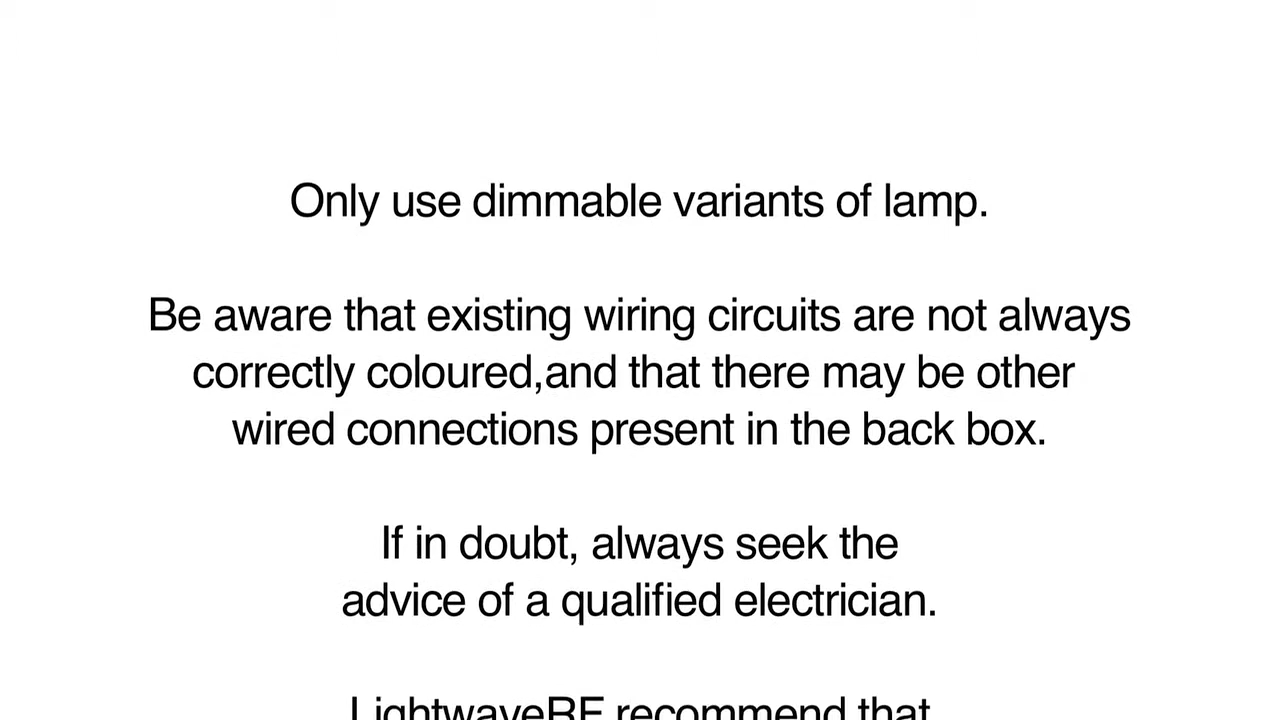 Only use dimmable variants of lamp.
Be aware that existing wiring circuits are not always
correctly coloured,and that there may be other
wired connections present in the back box.
If in doubt, always seek the
advice of a qualified electrician.
LightwaveRF recommend that